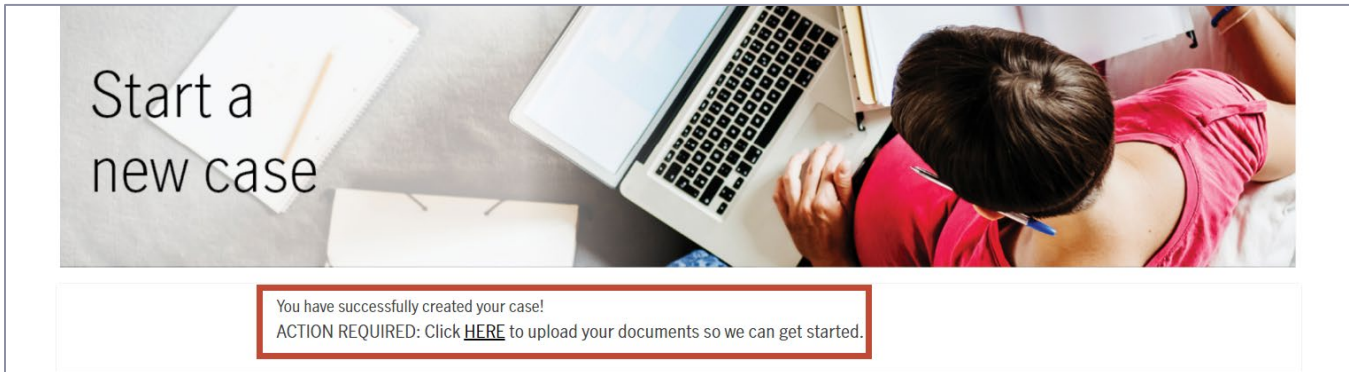 Start a
new case
You have successfully created your case!
ACTION REQUIRED: Click HERE to upload your documents so we can get started.